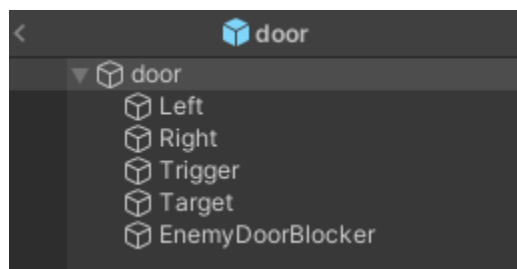 door
door
Left
Right
Trigger
Target
EnemyDoorBlocker